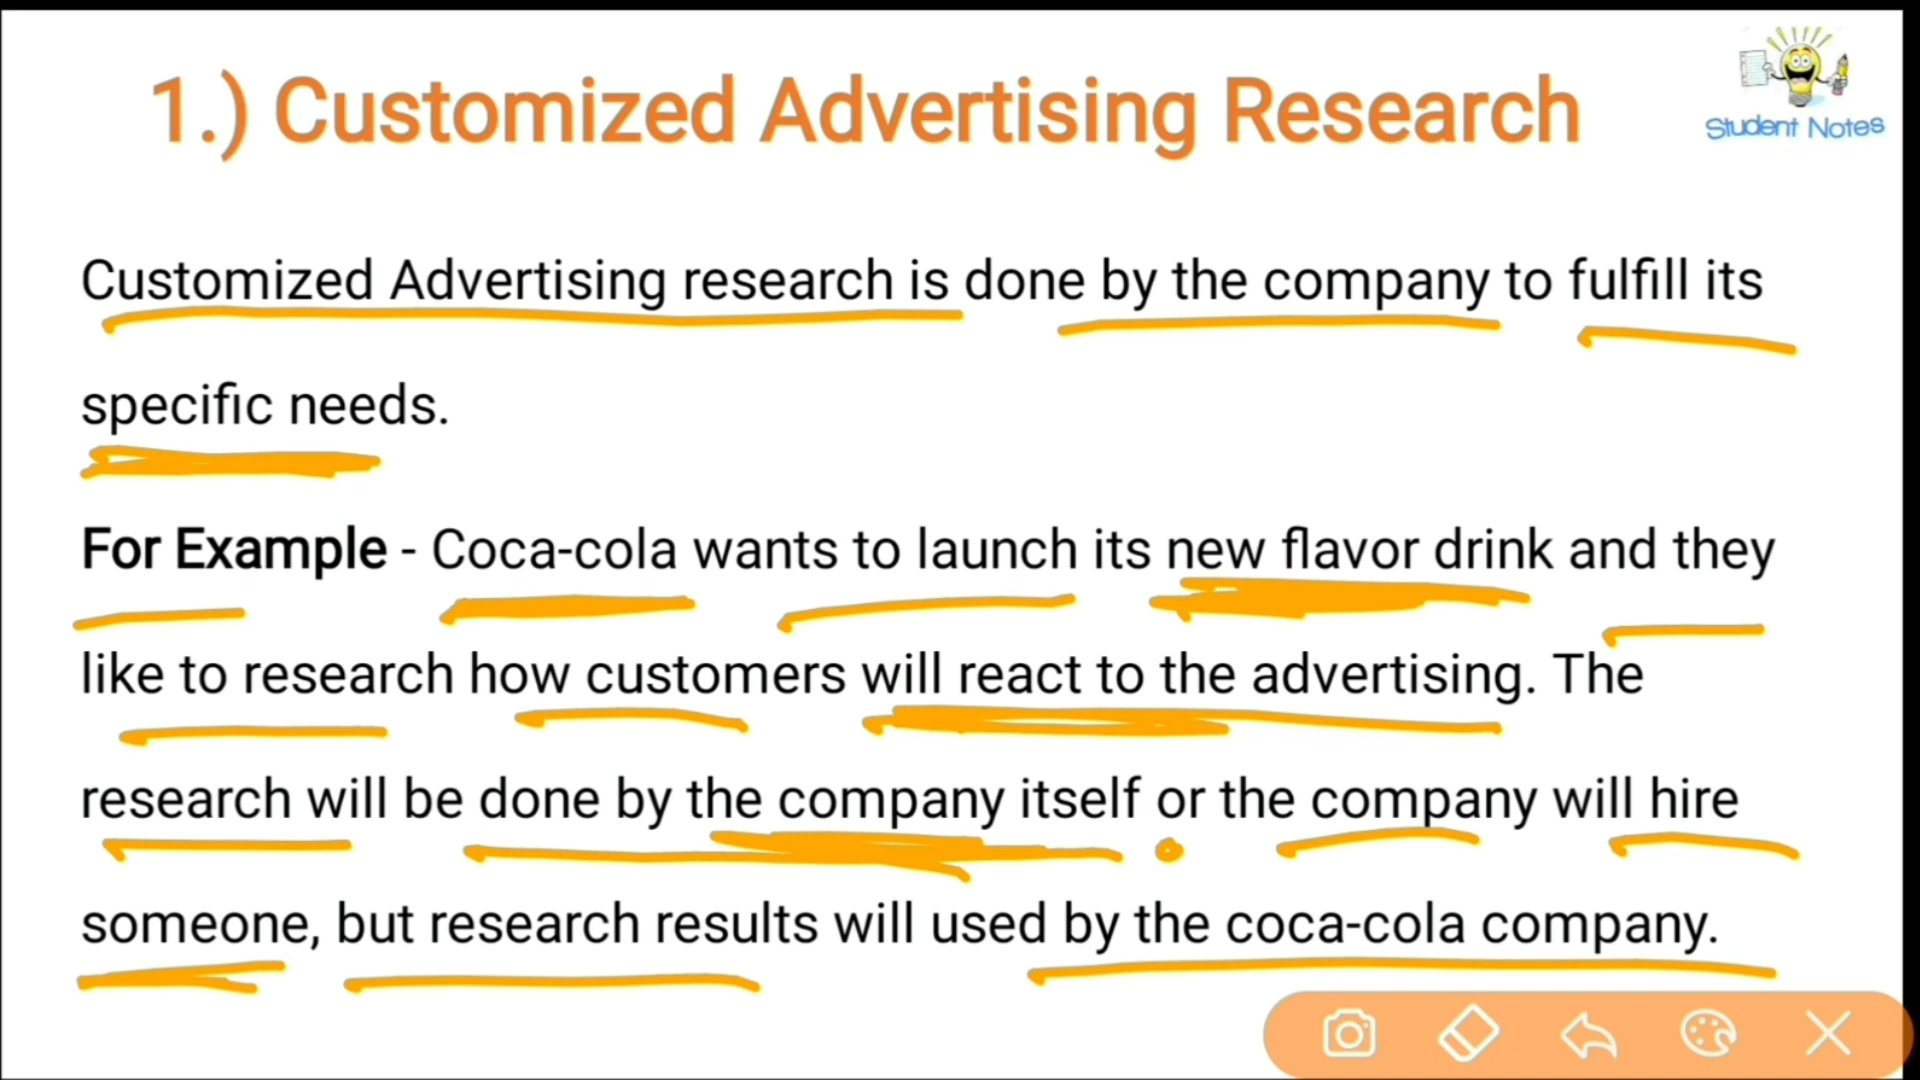 1.) Customized Advertising Research
Student Notes
Customized Advertising research is done by the company to fulfill its
specific needs.
For Example - Coca-cola wants to launch its new flavor drink and they
like to research how customers will react to the advertising. The
research will be done by the company itself or the company will hire
someone, but research results will used by the coca-cola company.